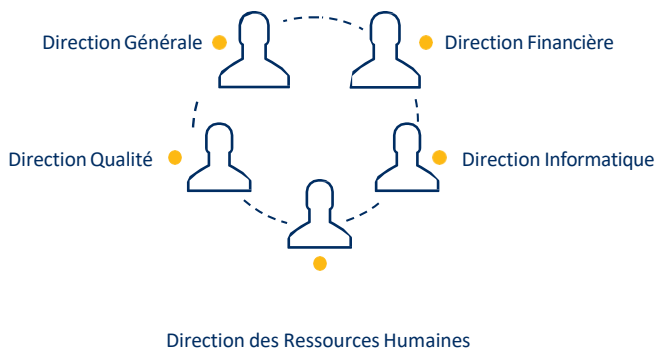 Direction Générale
Direction Financière
Direction Qualité
Direction Informatique
Direction des Ressources Humaines